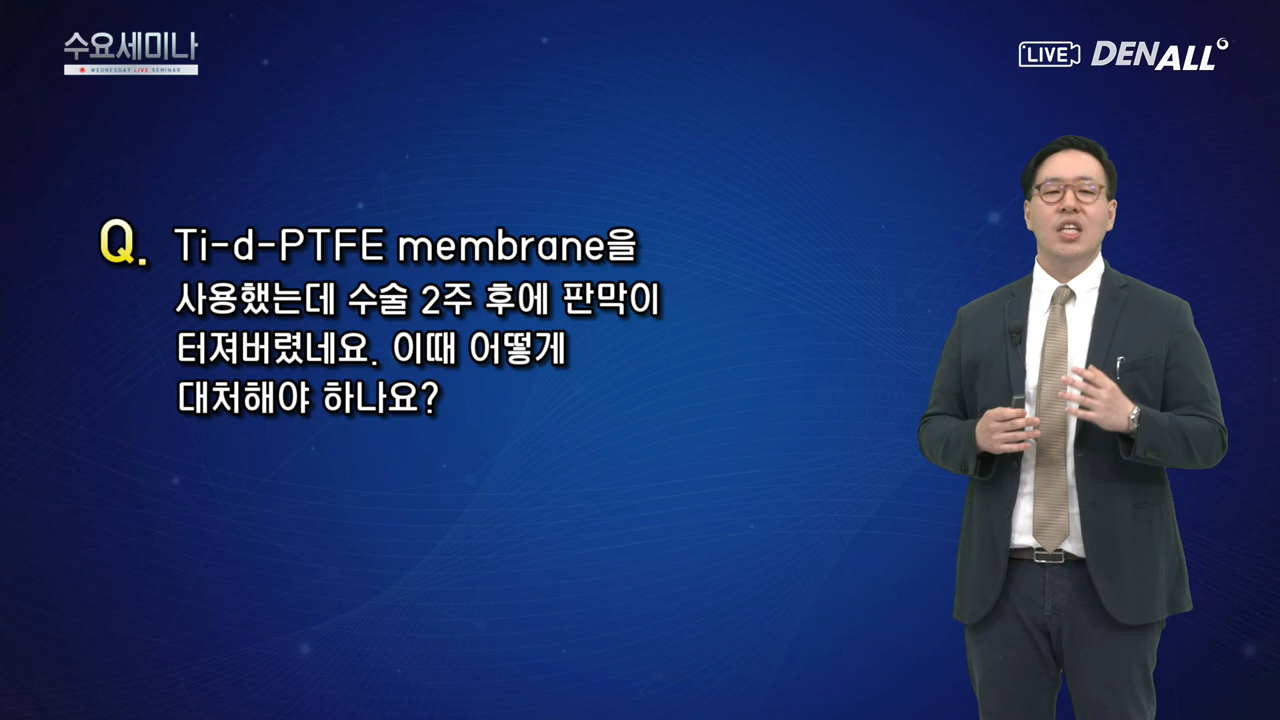 수요세미나
WEDNESDAY LIVE SEMINAR
LIVE DENALL
Q. Ti-d-PTFE membrane을
사용했는데 수술 2주 후에 판막이
터져버렸네요. 이때 어떻게
대처해야 하나요?